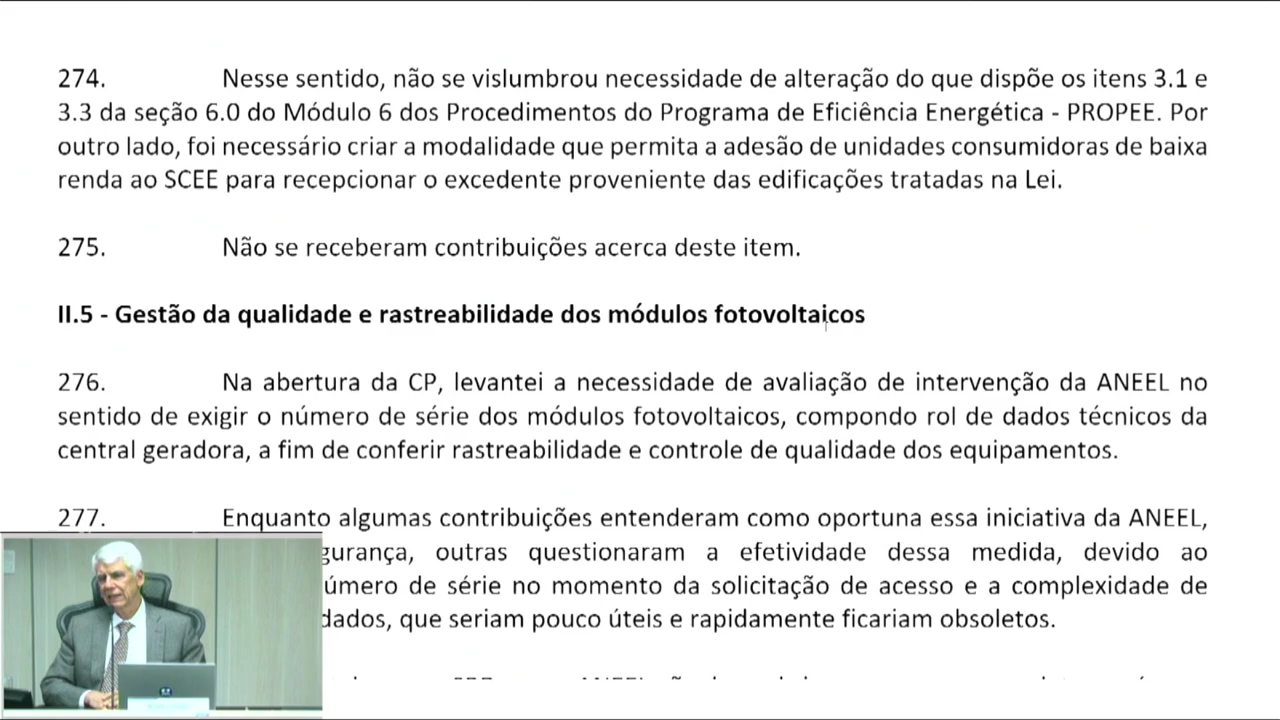 274. Nesse sentido, não se vislumbrou necessidade de alteração do que dispõe os itens 3.1 e
3.3 da seção 6.0 do Módulo 6 dos Procedimentos do Programa de Eficiência Energética - PROPEE. Por
outro lado, foi necessário criar a modalidade que permita a adesão de unidades consumidoras de baixa
renda ao SCEE para recepcionar o excedente proveniente das edificações tratadas na Lei.
275. Não se receberam contribuições acerca deste item.
II.5 - Gestão da qualidade e rastreabilidade dos módulos fotovoltaicos
276. Na abertura da CP, levantei a necessidade de avaliação de intervenção da ANEEL no
sentido de exigir o número de série dos módulos fotovoltaicos, compondo rol de dados técnicos da
central geradora, a fim de conferir rastreabilidade e controle de qualidade dos equipamentos.
277. Enquanto algumas contribuições entenderam como oportuna essa iniciativa da ANEEL,
gurança, outras questionaram a efetividade dessa medida, devido ao
úmero de série no momento da solicitação de acesso e a complexidade de
dados, que seriam pouco úteis e rapidamente ficariam obsoletos.